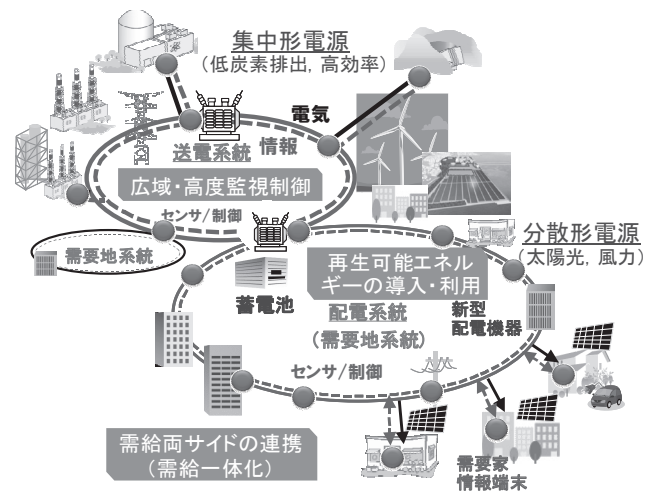 集中形電源
(低炭素排出, 高効率)
電気
情報
送電系統
広域・高度監視制御
センサ/制御
需要地系統
分散形電源
(太陽光, 風力)
再生可能エネル
ギーの導入・利用
蓄電池
配電系統
(需要地系統)
新型
配電機器
センサ/制御
需給両サイドの連携
(需給一体化)
需要家
情報端末